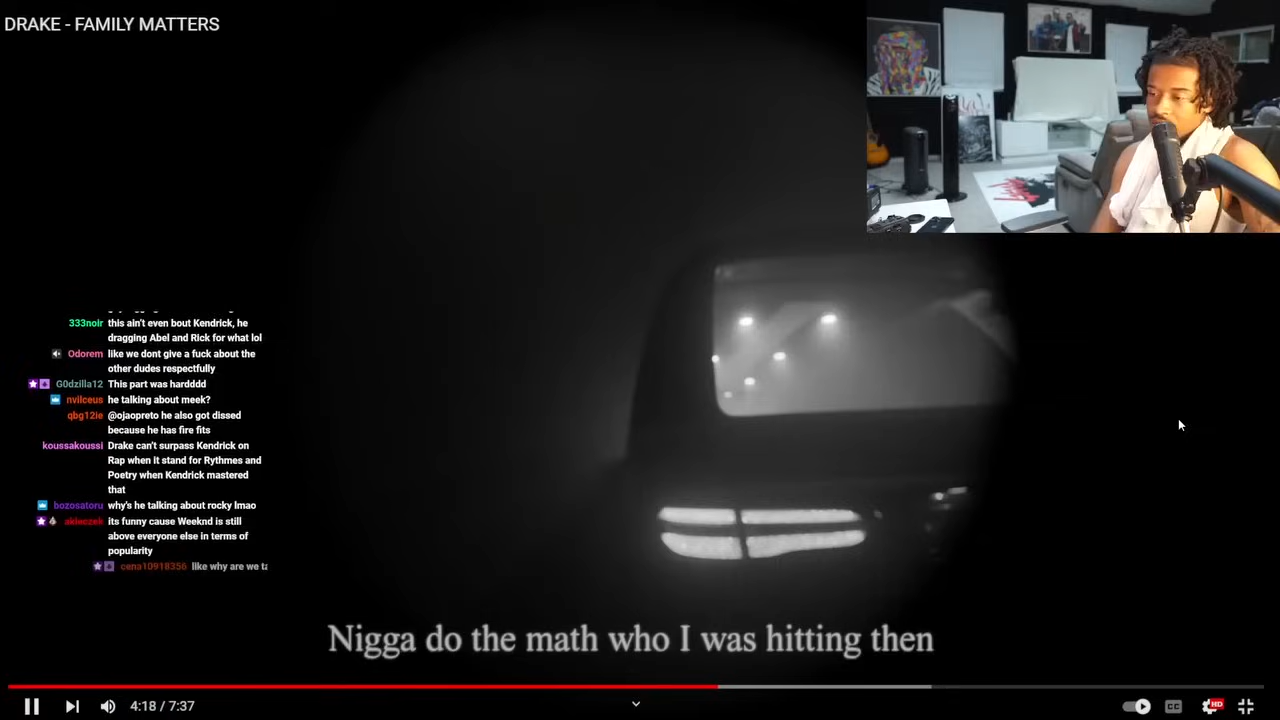 DRAKE - FAMILY MATTERS
333noir this ain't even bout Kendrick, he
dragging Abel and Rick for what lol
Odorem like we dont give a fuck about the
other dudes respectfully
G0dzilla12 This part was hardddd
nvilceus he talking about meek?
qbg12ie @ojaopreto he also got dissed
because he has fire fits
koussakoussi Drake can't surpass Kendrick on
Rap when it stand for Rythmes and
Poetry when Kendrick mastered
that
bozosatoru why's he talking about rocky lmao
akleczek its funny cause Weeknd is still
above everyone else in terms of
popularity
cena10918356 like why are we ta
Nigga do the math who I was hitting then
4:18 / 7:37
CC
HD